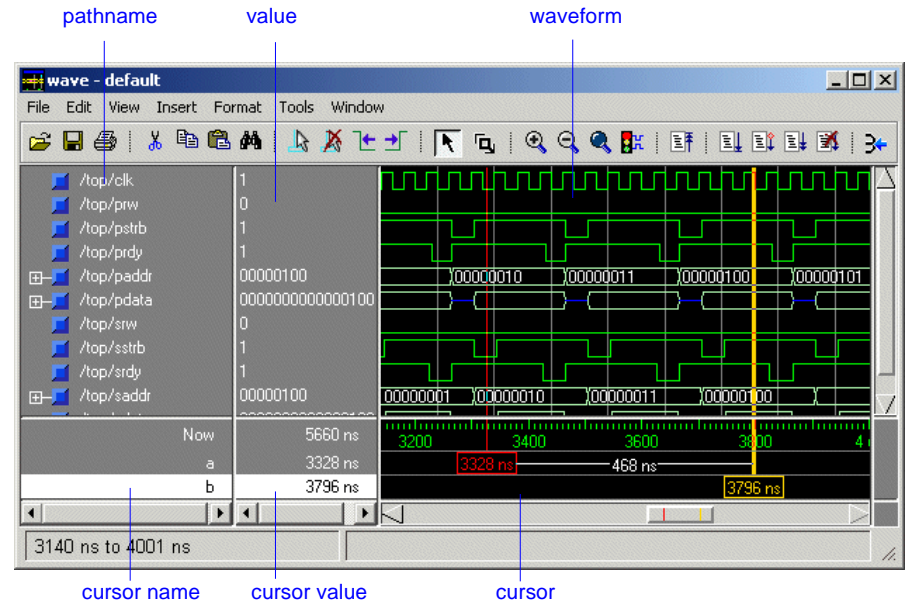 pathname value waveform
wave - default
File Edit View Insert Format Tools Window
/top/clk 1
/top/prw 0
/top/pstrb 1
/top/prdy 1
/top/paddr 00000100 00000010 00000011 00000100 00000101
/top/pdata 0000000000000100
/top/srw 0
/top/sstrb 1
/top/srdy 1
/top/saddr 00000100 00000001 00000010 00000011 00000100
Now 5660 ns 3200 3400 3600 3800 4
a 3328 ns 3328 ns 468 ns
b 3796 ns 3796 ns
3140 ns to 4001 ns
cursor name cursor value cursor